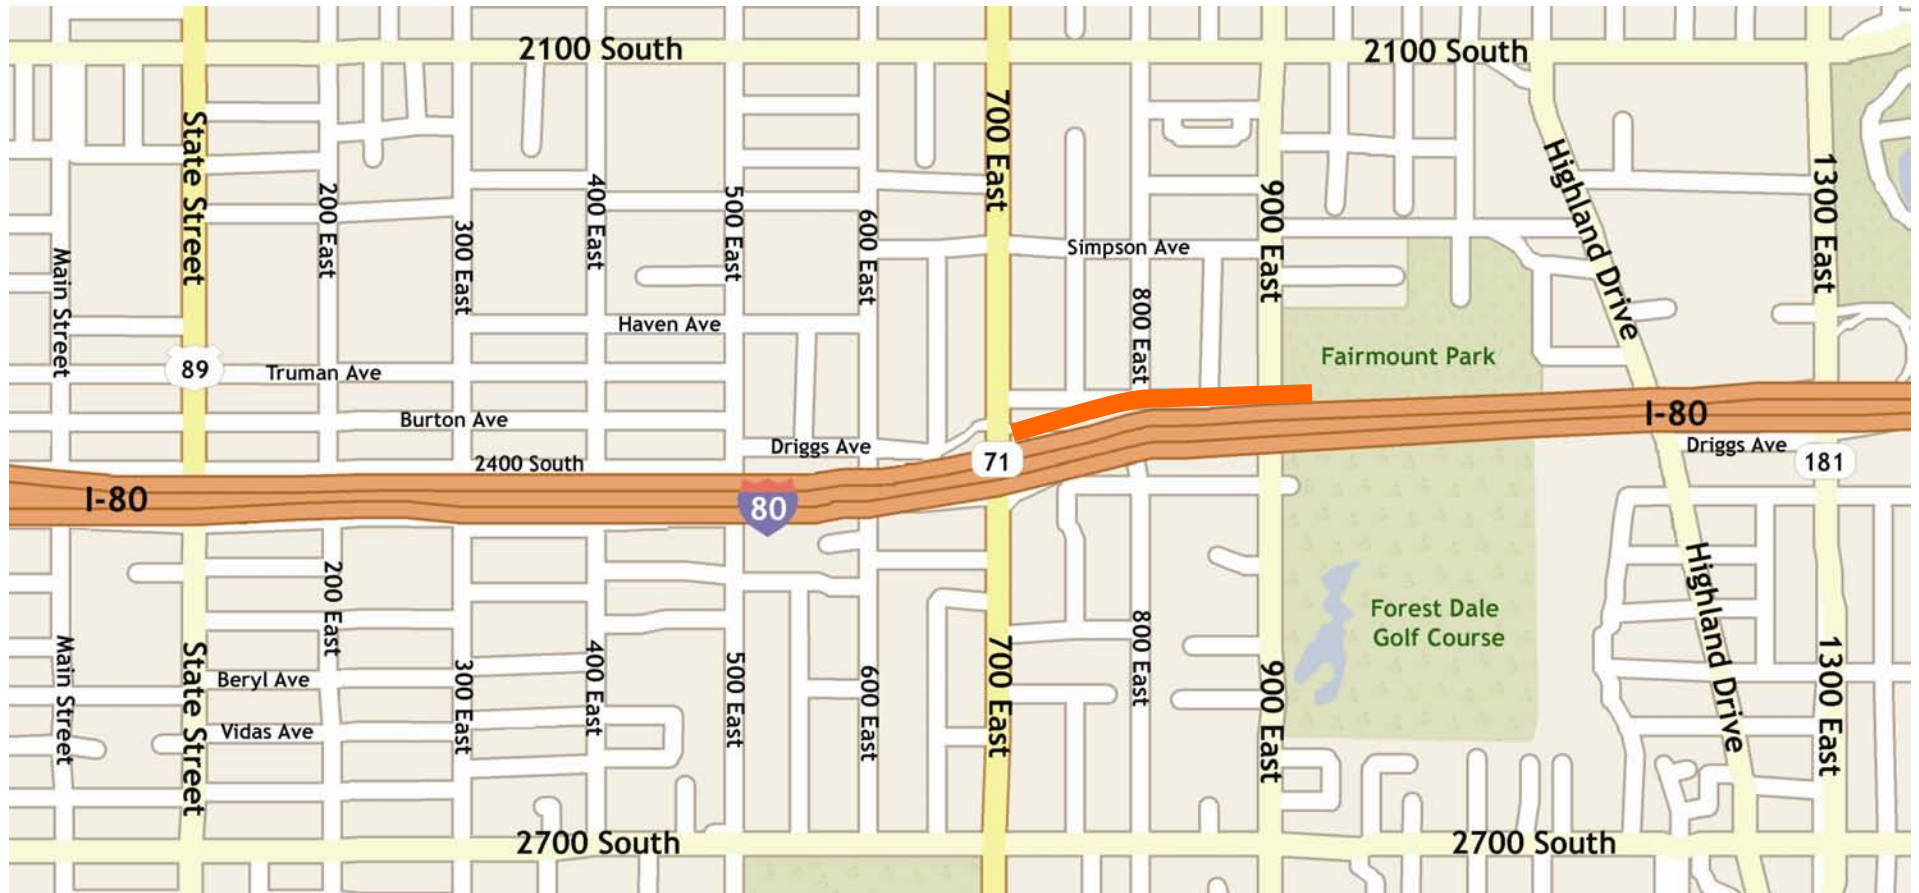 2100 South
2100 South
State Street
700 East
Highland Drive
1300 East
200 East
400 East
500 East
600 East
900 East
300 East
Main Street
Simpson Ave
800 East
Haven Ave
Fairmount Park
89
Truman Ave
Burton Ave
I-80
Driggs Ave
Driggs Ave
2400 South
71
181
I-80
80
200 East
Highland Drive
Forest Dale
Golf Course
Main Street
State Street
300 East
400 East
500 East
600 East
700 East
800 East
900 East
1300 East
Beryl Ave
Vidas Ave
2700 South
2700 South